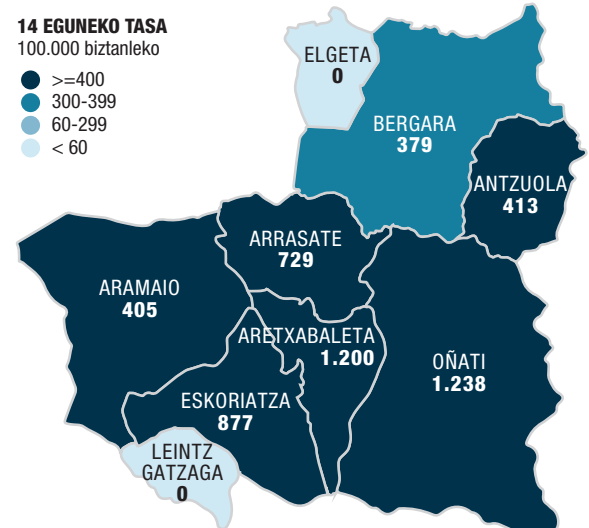 14 EGUNEKO TASA
100.000 biztanleko
>=400
300-399
60-299
< 60
ELGETA
0
BERGARA
379
ANTZUOLA
413
ARRASATE
729
ARAMAIO
405
ARETXABALETA
1.200
OÑATI
1.238
ESKORIATZA
877
LEINTZ
GATZAGA
0